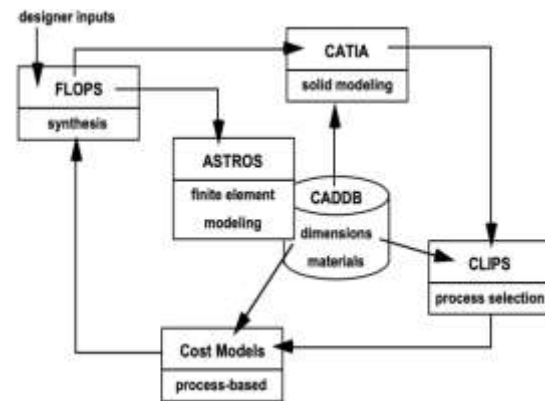 designer inputs
FLOPS
synthesis
CATIA
solid modeling
ASTROS
finite element
modeling
CADDB
dimensions
materials
CLIPS
process selection
Cost Models
process-based